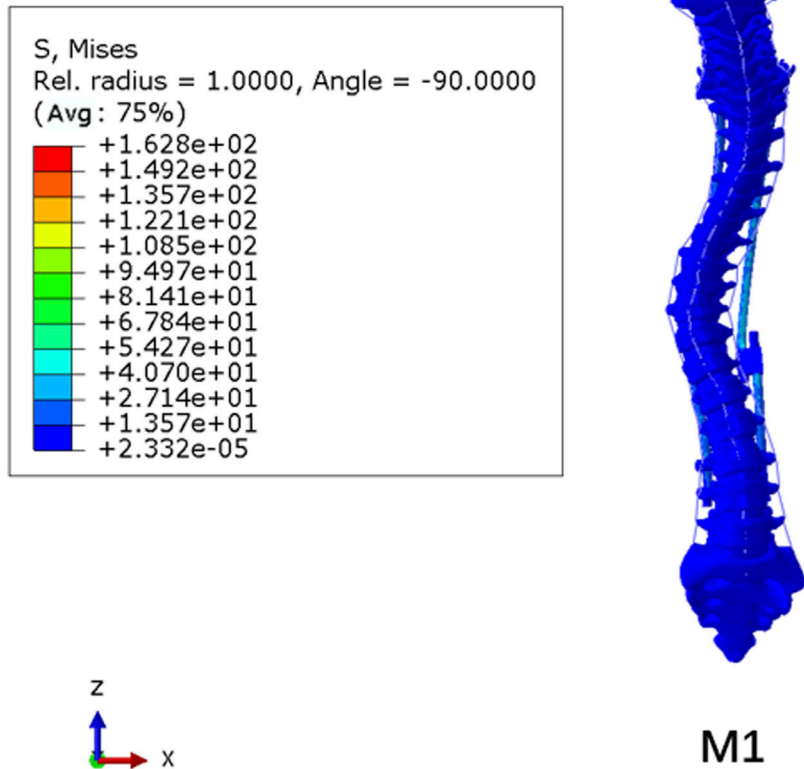 S, Mises
Rel. radius = 1.0000, Angle = -90.0000
(Avg: 75%)
+1.628e+02
+1.492e+02
+1.357e+02
+1.221e+02
+1.085e+02
+9.497e+01
+8.141e+01
+6.784e+01
+5.427e+01
+4.070e+01
+2.714e+01
+1.357e+01
+2.332e-05
Z
X
M1